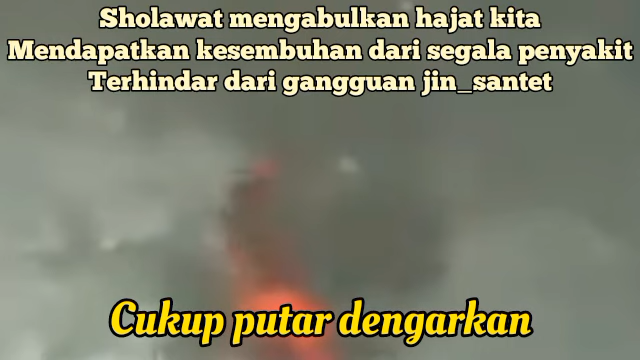 Sholawat mengabulkan hajat kita
Mendapatkan kesembuhan dari segala penyakit
Terhindar dari gangguan jin_santet
Cukup putar dengarkan